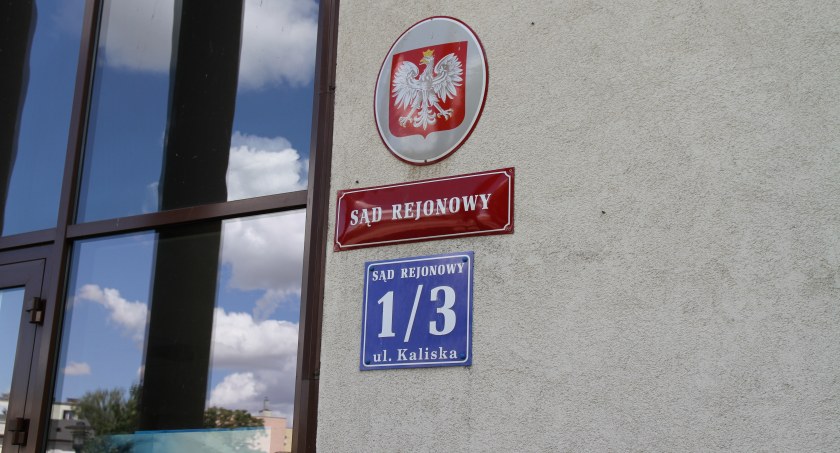 SĄD REJONOWY
SĄD REJONOWY
1/3
ul. Kaliska